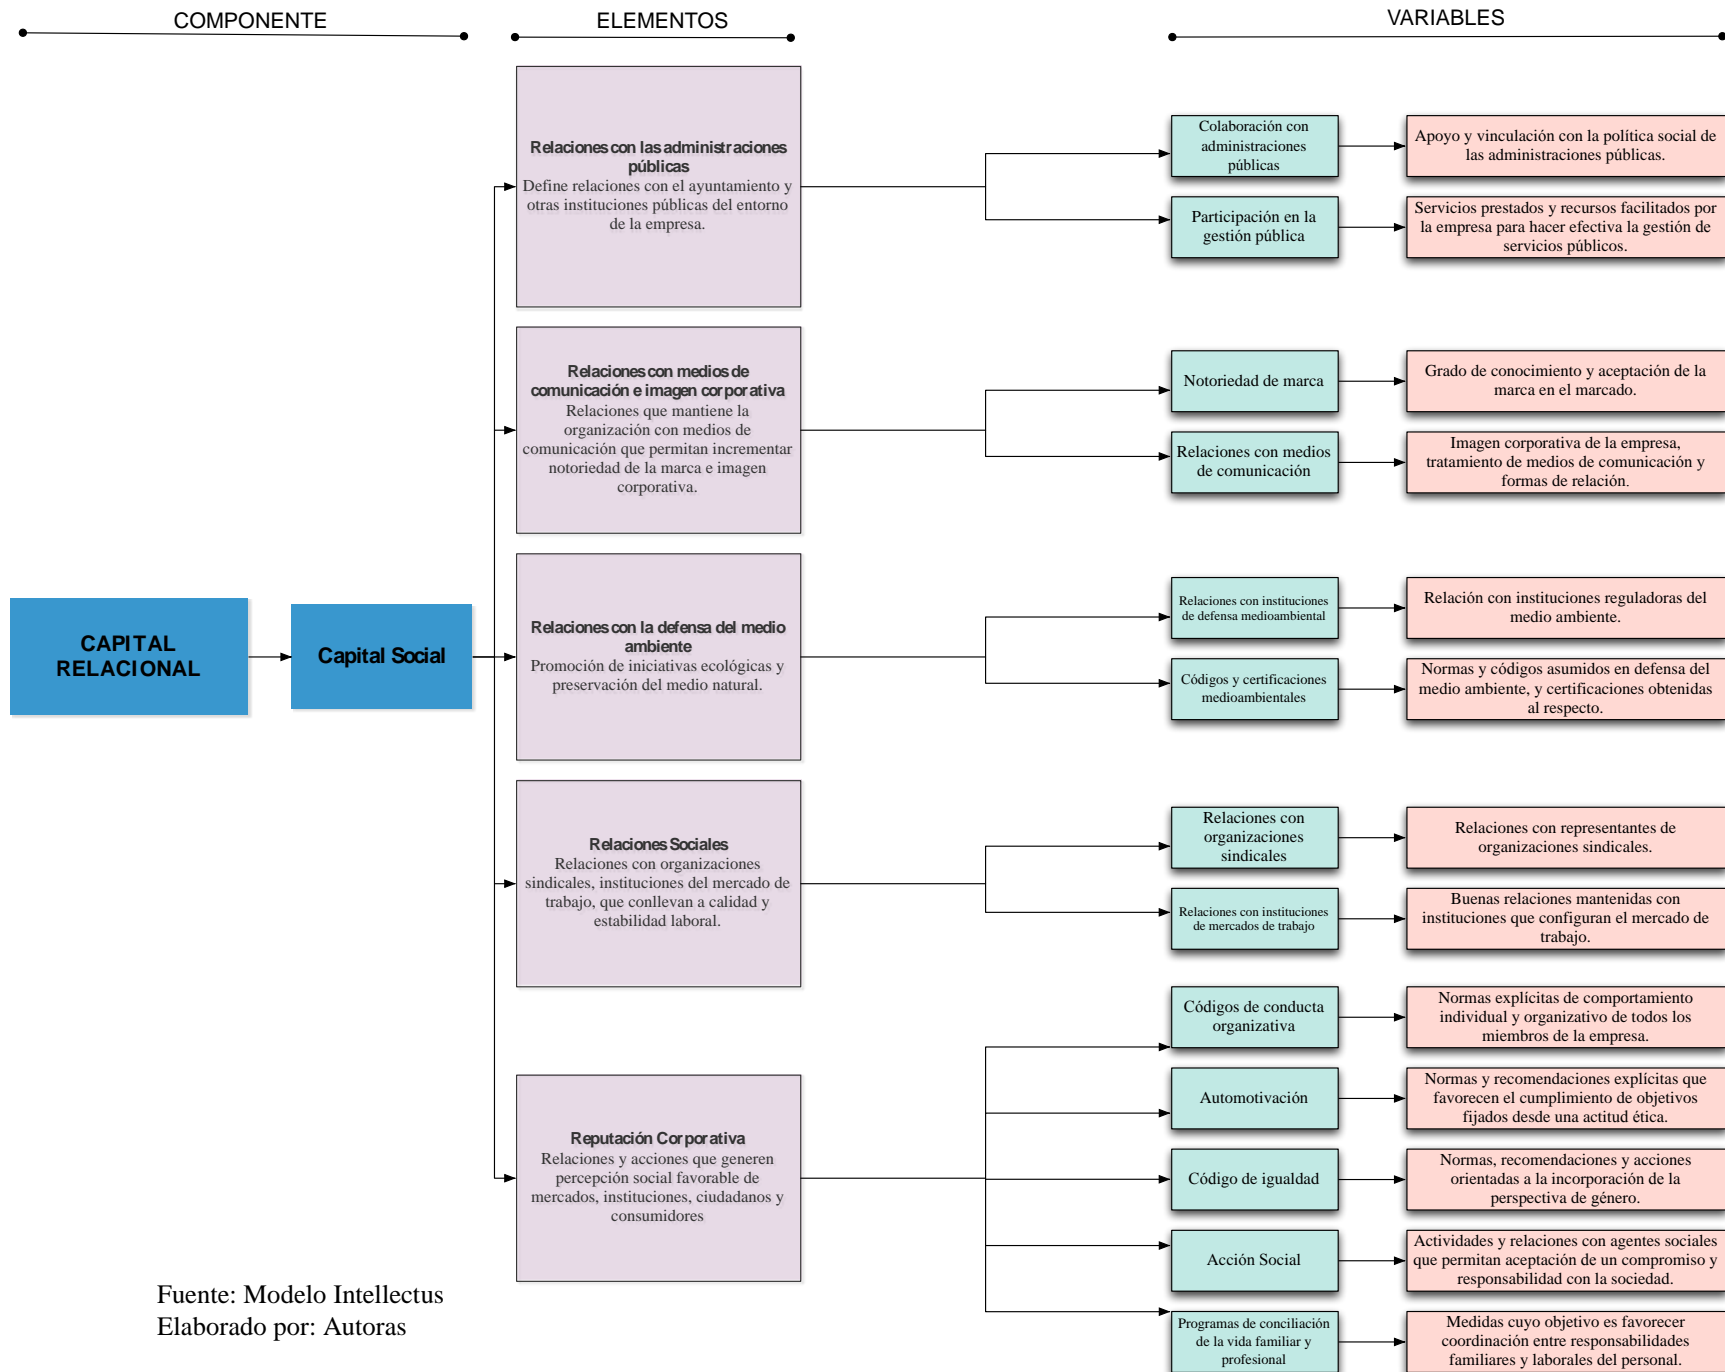 COMPONENTE
ELEMENTOS
VARIABLES
CAPITAL
RELACIONAL
Capital Social
Relaciones con las administraciones
públicas
Define relaciones con el ayuntamiento y
otras instituciones públicas del entorno
de la empresa.
Colaboración con
administraciones
públicas
Apoyo y vinculación con la política social de
las administraciones públicas.
Participación en la
gestión pública
Servicios prestados y recursos facilitados por
la empresa para hacer efectiva la gestión de
servicios públicos.
Relaciones con medios de
comunicación e imagen corporativa
Relaciones que mantiene la
organización con medios de
comunicación que permitan incrementar
notoriedad de la marca e imagen
corporativa.
Notoriedad de marca
Grado de conocimiento y aceptación de la
marca en el marcado.
Relaciones con medios
de comunicación
Imagen corporativa de la empresa,
tratamiento de medios de comunicación y
formas de relación.
Relaciones con la defensa del medio
ambiente
Promoción de iniciativas ecológicas y
preservación del medio natural.
Relaciones con instituciones
de defensa medioambiental
Relación con instituciones reguladoras del
medio ambiente.
Códigos y certificaciones
medioambientales
Normas y códigos asumidos en defensa del
medio ambiente, y certificaciones obtenidas
al respecto.
Relaciones Sociales
Relaciones con organizaciones
sindicales, instituciones del mercado de
trabajo, que conllevan a calidad y
estabilidad laboral.
Relaciones con
organizaciones
sindicales
Relaciones con representantes de
organizaciones sindicales.
Relaciones con instituciones
de mercados de trabajo
Buenas relaciones mantenidas con
instituciones que configuran el mercado de
trabajo.
Reputación Corporativa
Relaciones y acciones que generen
percepción social favorable de
mercados, instituciones, ciudadanos y
consumidores
Códigos de conducta
organizativa
Normas explícitas de comportamiento
individual y organizativo de todos los
miembros de la empresa.
Automotivación
Normas y recomendaciones explícitas que
favorecen el cumplimiento de objetivos
fijados desde una actitud ética.
Código de igualdad
Normas, recomendaciones y acciones
orientadas a la incorporación de la
perspectiva de género.
Acción Social
Actividades y relaciones con agentes sociales
que permitan aceptación de un compromiso y
responsabilidad con la sociedad.
Programas de conciliación
de la vida familiar y
profesional
Medidas cuyo objetivo es favorecer
coordinación entre responsabilidades
familiares y laborales del personal.
Fuente: Modelo Intellectus
Elaborado por: Autoras